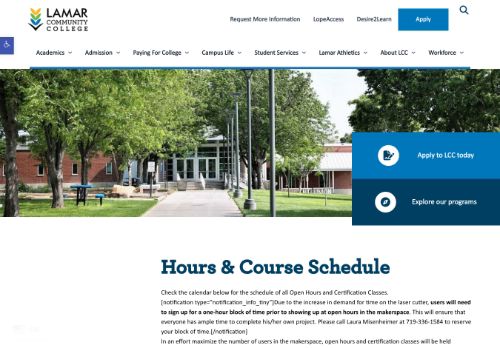 LAMAR
COMMUNITY
COLLEGE
Request More Information LopeAccess Desire2Learn Apply
Academics Admission Paying For College Campus Life Student Services Lamar Athletics About LCC Workforce
Apply to LCC today
Explore our programs
Hours & Course Schedule
Check the calendar below for the schedule of all Open Hours and Certification Classes.
[notification type="notification_info_tiny"]Due to the increase in demand for time on the laser cutter, users will need
to sign up for a one-hour block of time prior to showing up at open hours in the makerspace. This will ensure that
everyone has ample time to complete his/her own project. Please call Laura Misenheimer at 719-336-1584 to reserve
your block of time.[/notification]
In an effort maximize the number of users in the makerspace, open hours and certification classes will be held